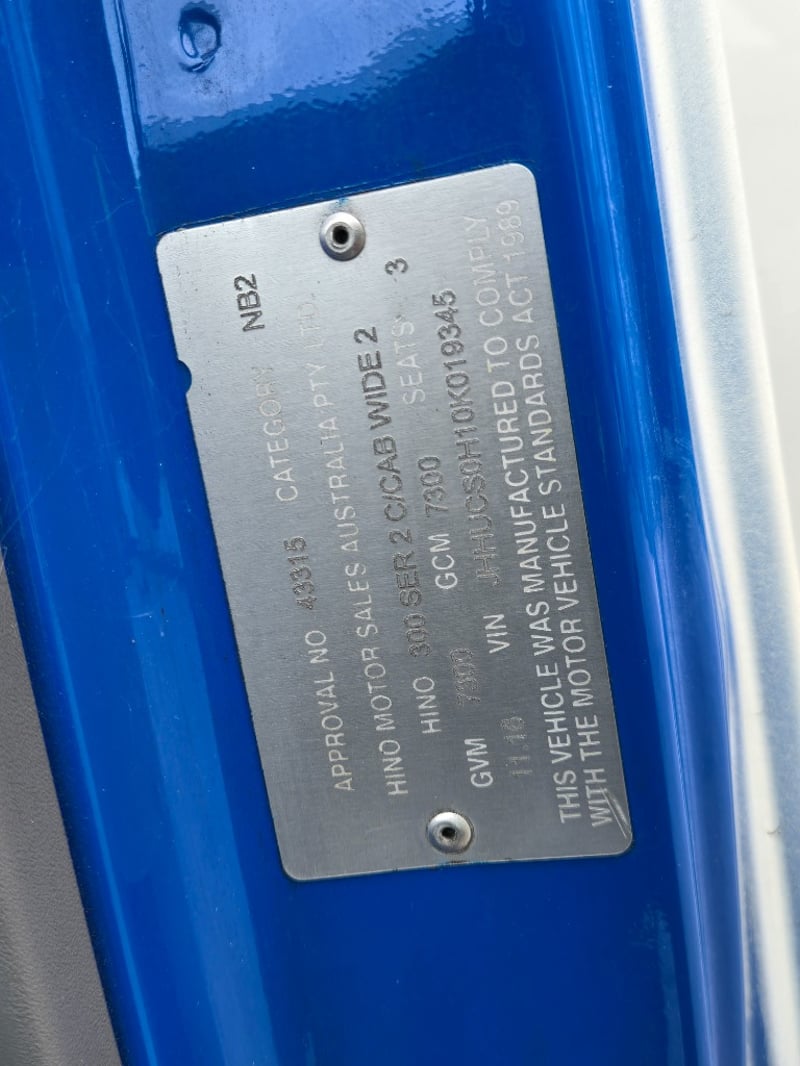 APPROVAL NO 43315 CATEGORY NB2
HINO MOTOR SALES AUSTRALIA PTY. LTD.
HINO 300 SER 2 C/CAB WIDE 2
GVM 7300 GCM 7300 SEATS 3
11.16 VIN JHHUCS0H10K019345
THIS VEHICLE WAS MANUFACTURED TO COMPLY
WITH THE MOTOR VEHICLE STANDARDS ACT 1989